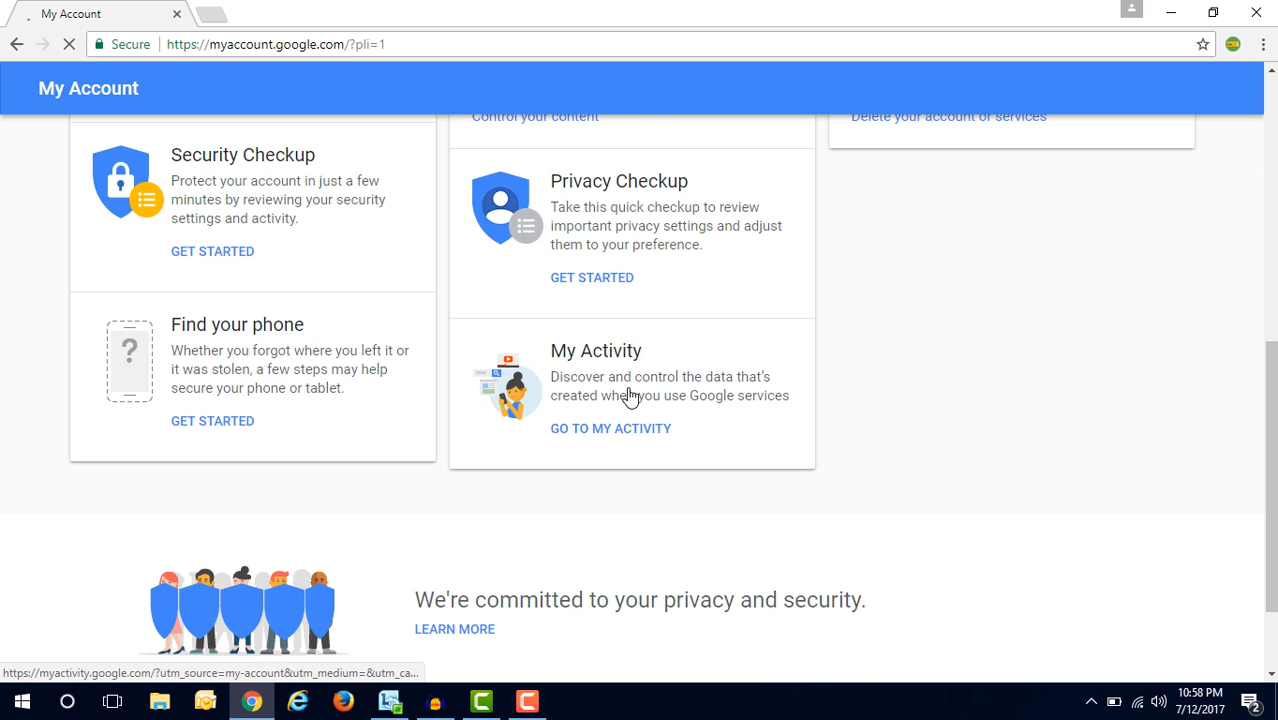 My Account
Secure
https://myaccount.google.com/?pli=1
My Account
Control your content
Delete your account or services
Security Checkup
Protect your account in just a few
minutes by reviewing your security
settings and activity.
GET STARTED
Privacy Checkup
Take this quick checkup to review
important privacy settings and adjust
them to your preference.
GET STARTED
Find your phone
Whether you forgot where you left it or
it was stolen, a few steps may help
secure your phone or tablet.
GET STARTED
My Activity
Discover and control the data that's
created when you use Google services
GO TO MY ACTIVITY
We're committed to your privacy and security.
LEARN MORE
https://myactivity.google.com/?utm_source=my-account&utm_medium=&utm_ca...
10:58 PM
7/12/2017
2